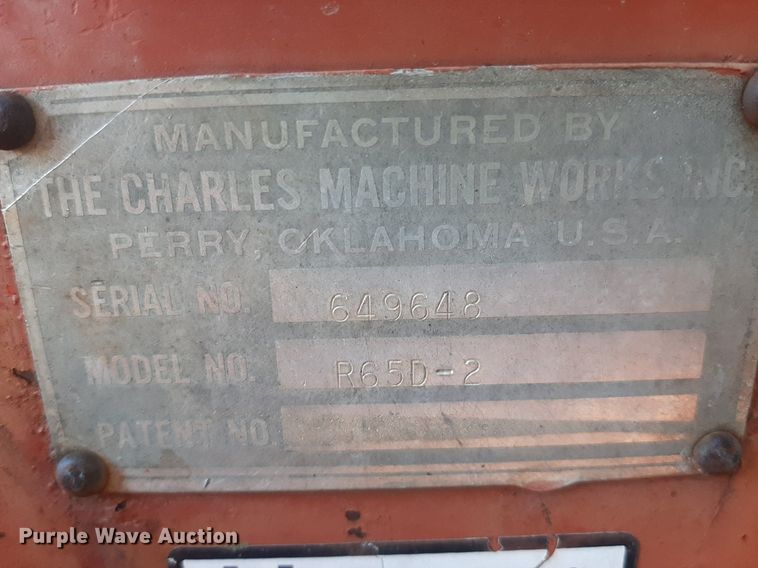 MANUFACTURED BY
THE CHARLES MACHINE WORKS INC.
PERRY, OKLAHOMA U.S.A.
SERIAL NO. 649648
MODEL NO. R65D-2
PATENT NO.
Purple Wave Auction